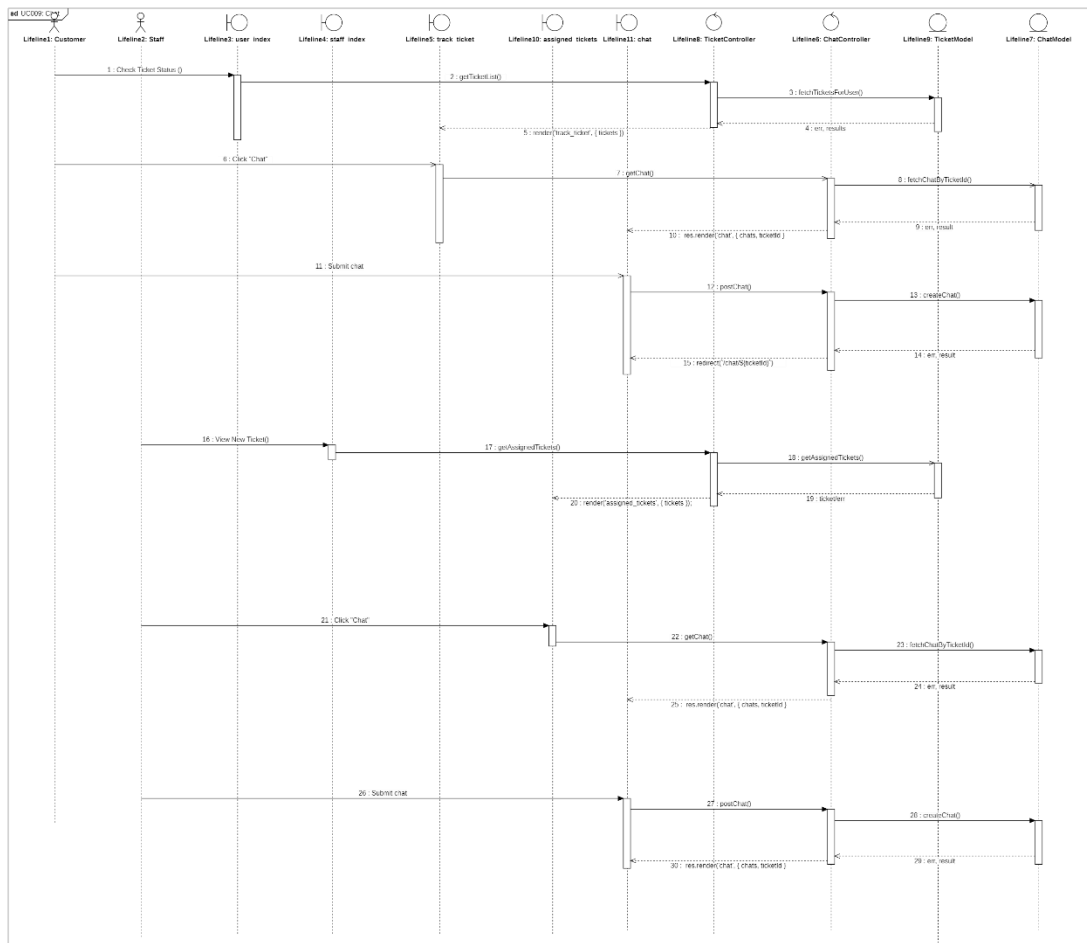 sd UC009: Chat
Lifeline1: Customer
Lifeline2: Staff
Lifeline3: user_index
Lifeline4: staff_index
Lifeline5: track_ticket
Lifeline10: assigned_tickets
Lifeline11: chat
Lifeline8: TicketController
Lifeline6: ChatController
Lifeline9: TicketModel
Lifeline7: ChatModel
1 : Check Ticket Status ()
2 : getTicketList()
3 : fetchTicketsForUser()
4 : err, results
5 : render('track_ticket', { tickets })
6 : Click "Chat"
7 : getChat()
8 : fetchChatByTicketId()
9 : err, result
10 : res.render('chat', { chats, ticketId }
11 : Submit chat
12 : postChat()
13 : createChat()
14 : err, result
15 : redirect(`/chat/${ticketId}`)
16 : View New Ticket()
17 : getAssignedTickets()
18 : getAssignedTickets()
19 : ticket/err
20 : render('assigned_tickets', { tickets });
21 : Click "Chat"
22 : getChat()
23 : fetchChatByTicketId()
24 : err, result
25 : res.render('chat', { chats, ticketId }
26 : Submit chat
27 : postChat()
28 : createChat()
29 : err, result
30 : res.render('chat', { chats, ticketId }